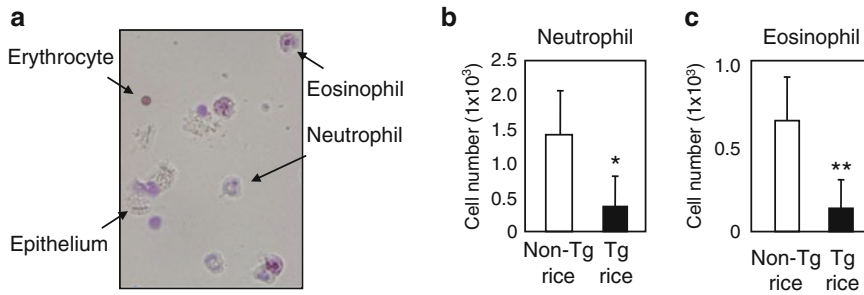 a
Erythrocyte
Eosinophil
Neutrophil
Epithelium
b
Neutrophil
Cell number (1x10³)
2.5
2.0
1.5
1.0
0.5
0
*
Non-Tg rice
Tg rice
c
Eosinophil
Cell number (1x10³)
1.0
0.5
0
**
Non-Tg rice
Tg rice